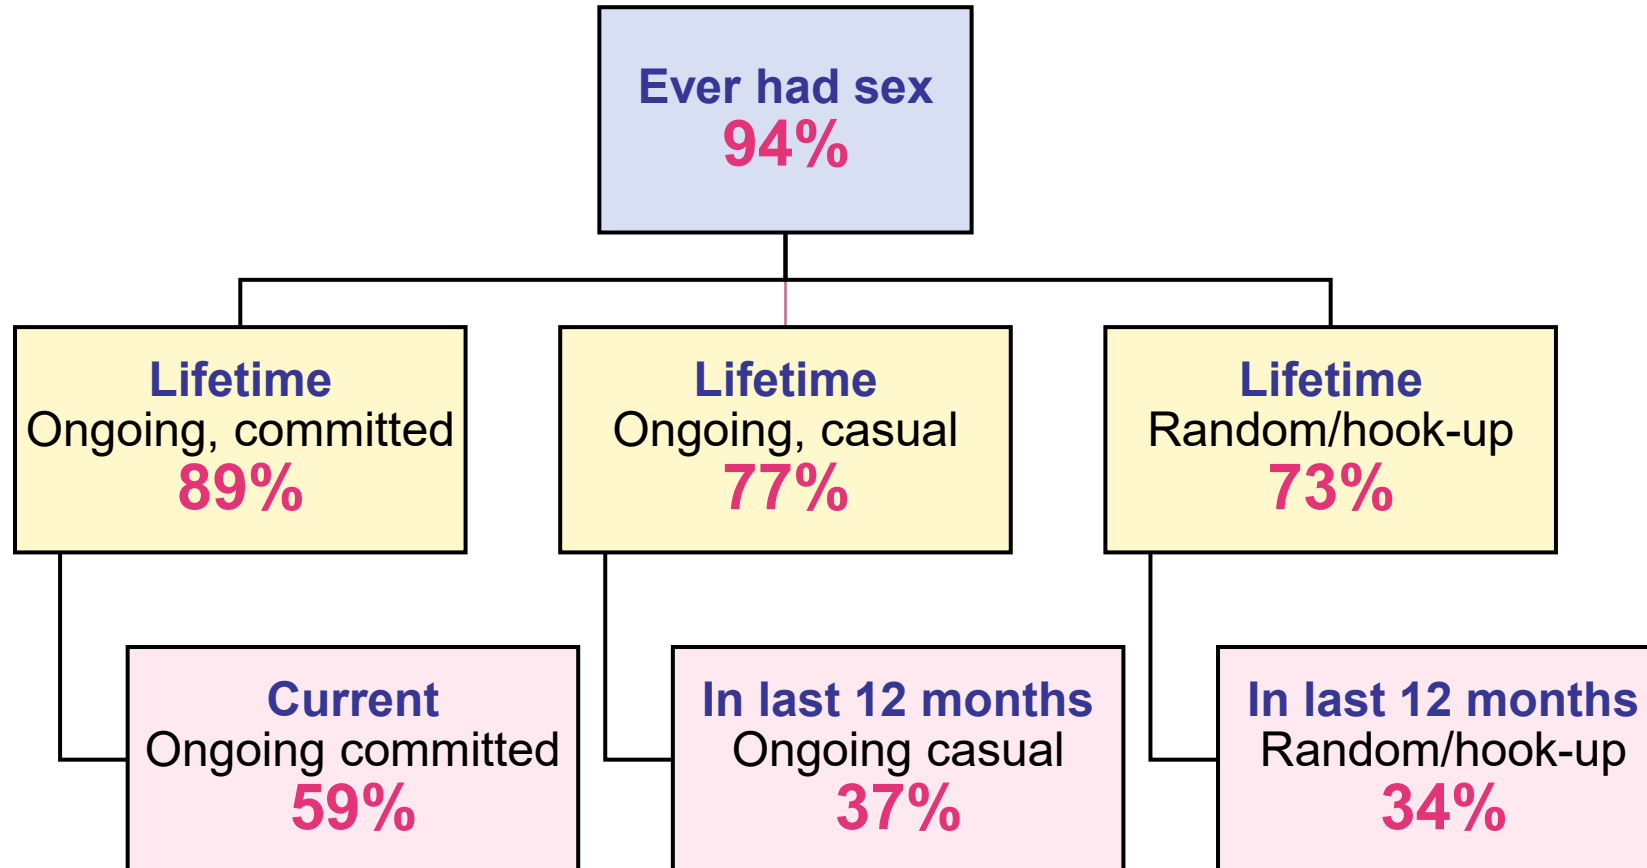 Ever had sex
94%
Lifetime
Ongoing, committed
89%
Lifetime
Ongoing, casual
77%
Lifetime
Random/hook-up
73%
Current
Ongoing committed
59%
In last 12 months
Ongoing casual
37%
In last 12 months
Random/hook-up
34%